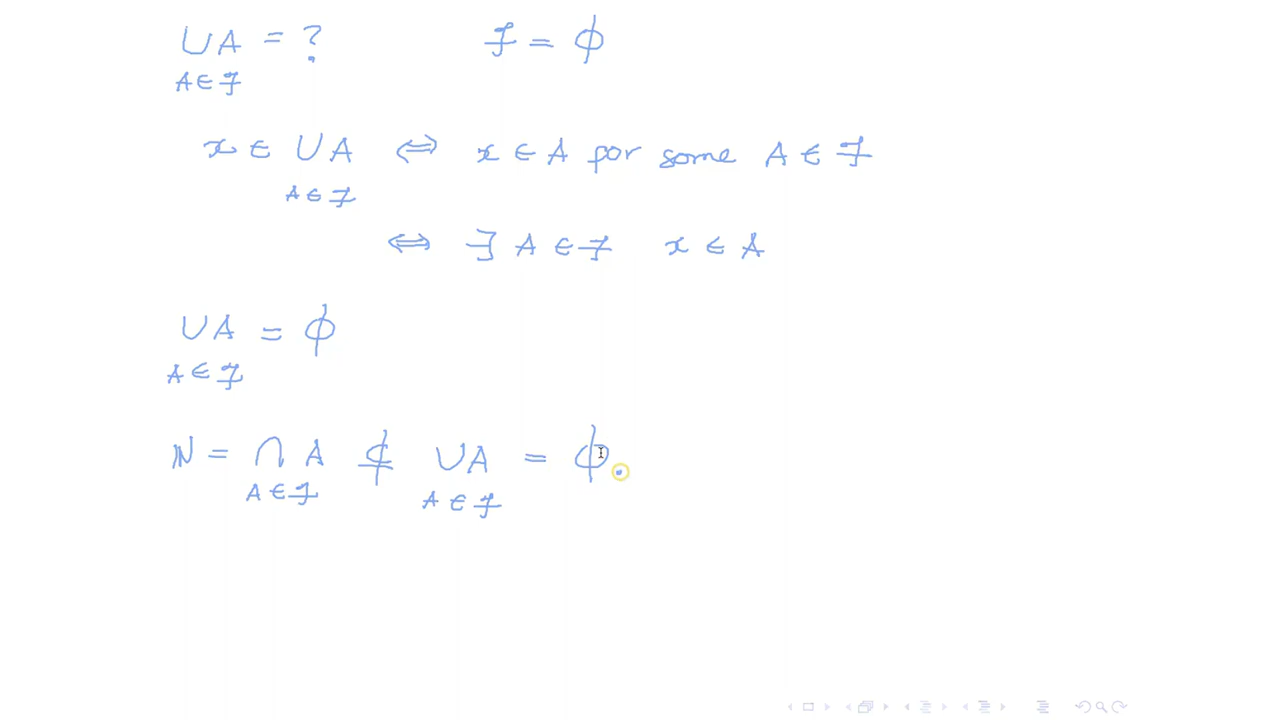 ∪A = ? ℱ = ϕ
A∈ℱ
x ∈ ∪A ⇔ x ∈ A for some A ∈ ℱ
A∈ℱ
⇔ ∃ A ∈ ℱ x ∈ A
∪A = ϕ
A∈ℱ
ℕ = ∩ A ⊈ ∪A = ϕ.
A∈ℱ A∈ℱ